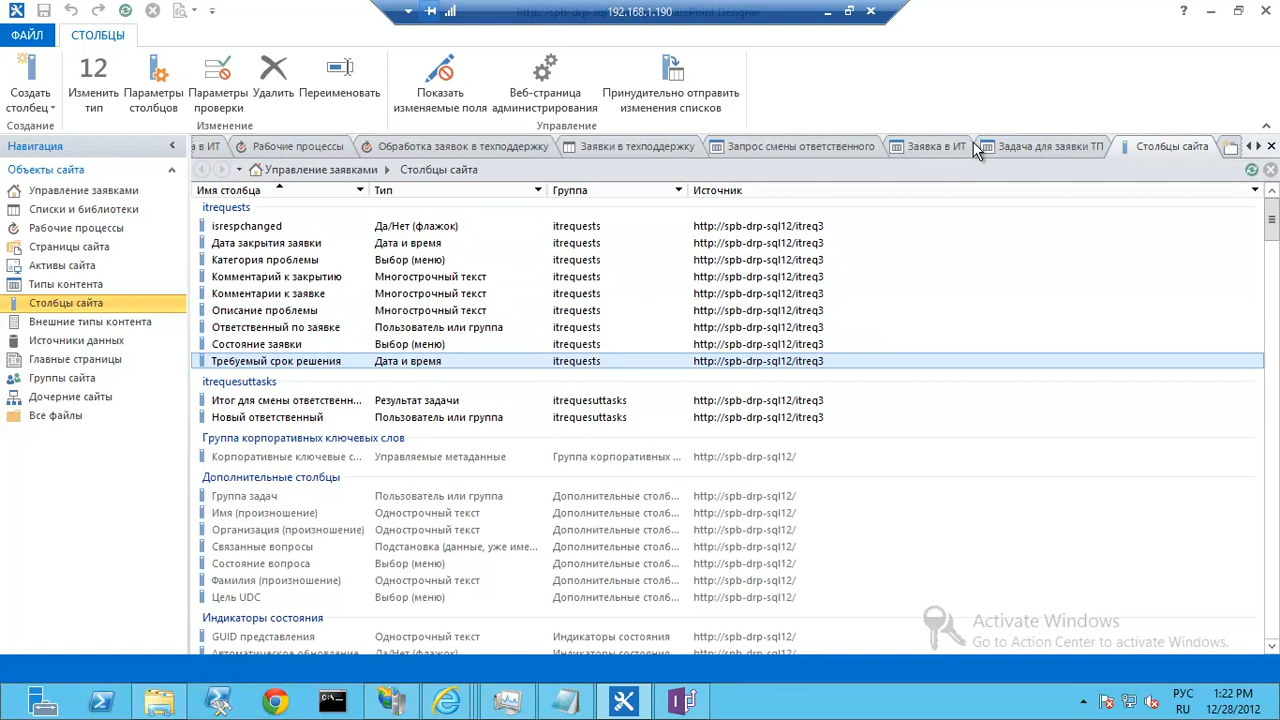 192.168.1.190
ФАЙЛ
СТОЛБЦЫ
Создать столбец
12
Изменить тип
Параметры столбцов
Параметры проверки
Удалить
Переименовать
Показать изменяемые поля
Веб-страница администрирования
Принудительно отправить изменения списков
Создание
Изменение
Управление
Навигация
а в ИТ
Рабочие процессы
Обработка заявок в техподдержку
Заявки в техподдержку
Запрос смены ответственного
Заявка в ИТ
Задача для заявки ТП
Столбцы сайта
Объекты сайта
Управление заявками
Списки и библиотеки
Рабочие процессы
Страницы сайта
Активы сайта
Типы контента
Столбцы сайта
Внешние типы контента
Источники данных
Главные страницы
Группы сайта
Дочерние сайты
Все файлы
Управление заявками Столбцы сайта
Имя столбца Тип Группа Источник
itrequests
isrespchanged Да/Нет (флажок) itrequests http://spb-drp-sql12/itreq3
Дата закрытия заявки Дата и время itrequests http://spb-drp-sql12/itreq3
Категория проблемы Выбор (меню) itrequests http://spb-drp-sql12/itreq3
Комментарий к закрытию Многострочный текст itrequests http://spb-drp-sql12/itreq3
Комментарии к заявке Многострочный текст itrequests http://spb-drp-sql12/itreq3
Описание проблемы Многострочный текст itrequests http://spb-drp-sql12/itreq3
Ответственный по заявке Пользователь или группа itrequests http://spb-drp-sql12/itreq3
Состояние заявки Выбор (меню) itrequests http://spb-drp-sql12/itreq3
Требуемый срок решения Дата и время itrequests http://spb-drp-sql12/itreq3
itrequesuttasks
Итог для смены ответственн... Результат задачи itrequesuttasks http://spb-drp-sql12/itreq3
Новый ответственный Пользователь или группа itrequesuttasks http://spb-drp-sql12/itreq3
Группа корпоративных ключевых слов
Корпоративные ключевые с... Управляемые метаданные Группа корпоративных ... http://spb-drp-sql12/
Дополнительные столбцы
Группа задач Пользователь или группа Дополнительные столб... http://spb-drp-sql12/
Имя (произношение) Однострочный текст Дополнительные столб... http://spb-drp-sql12/
Организация (произношение) Однострочный текст Дополнительные столб... http://spb-drp-sql12/
Связанные вопросы Подстановка (данные, уже име... Дополнительные столб... http://spb-drp-sql12/
Состояние вопроса Выбор (меню) Дополнительные столб... http://spb-drp-sql12/
Фамилия (произношение) Однострочный текст Дополнительные столб... http://spb-drp-sql12/
Цель UDC Выбор (меню) Дополнительные столб... http://spb-drp-sql12/
Индикаторы состояния
GUID представления Однострочный текст Индикаторы состояния http://spb-drp-sql12/
Activate Windows
Go to Action Center to activate Windows.
РУС
RU
1:22 PM
12/28/2012